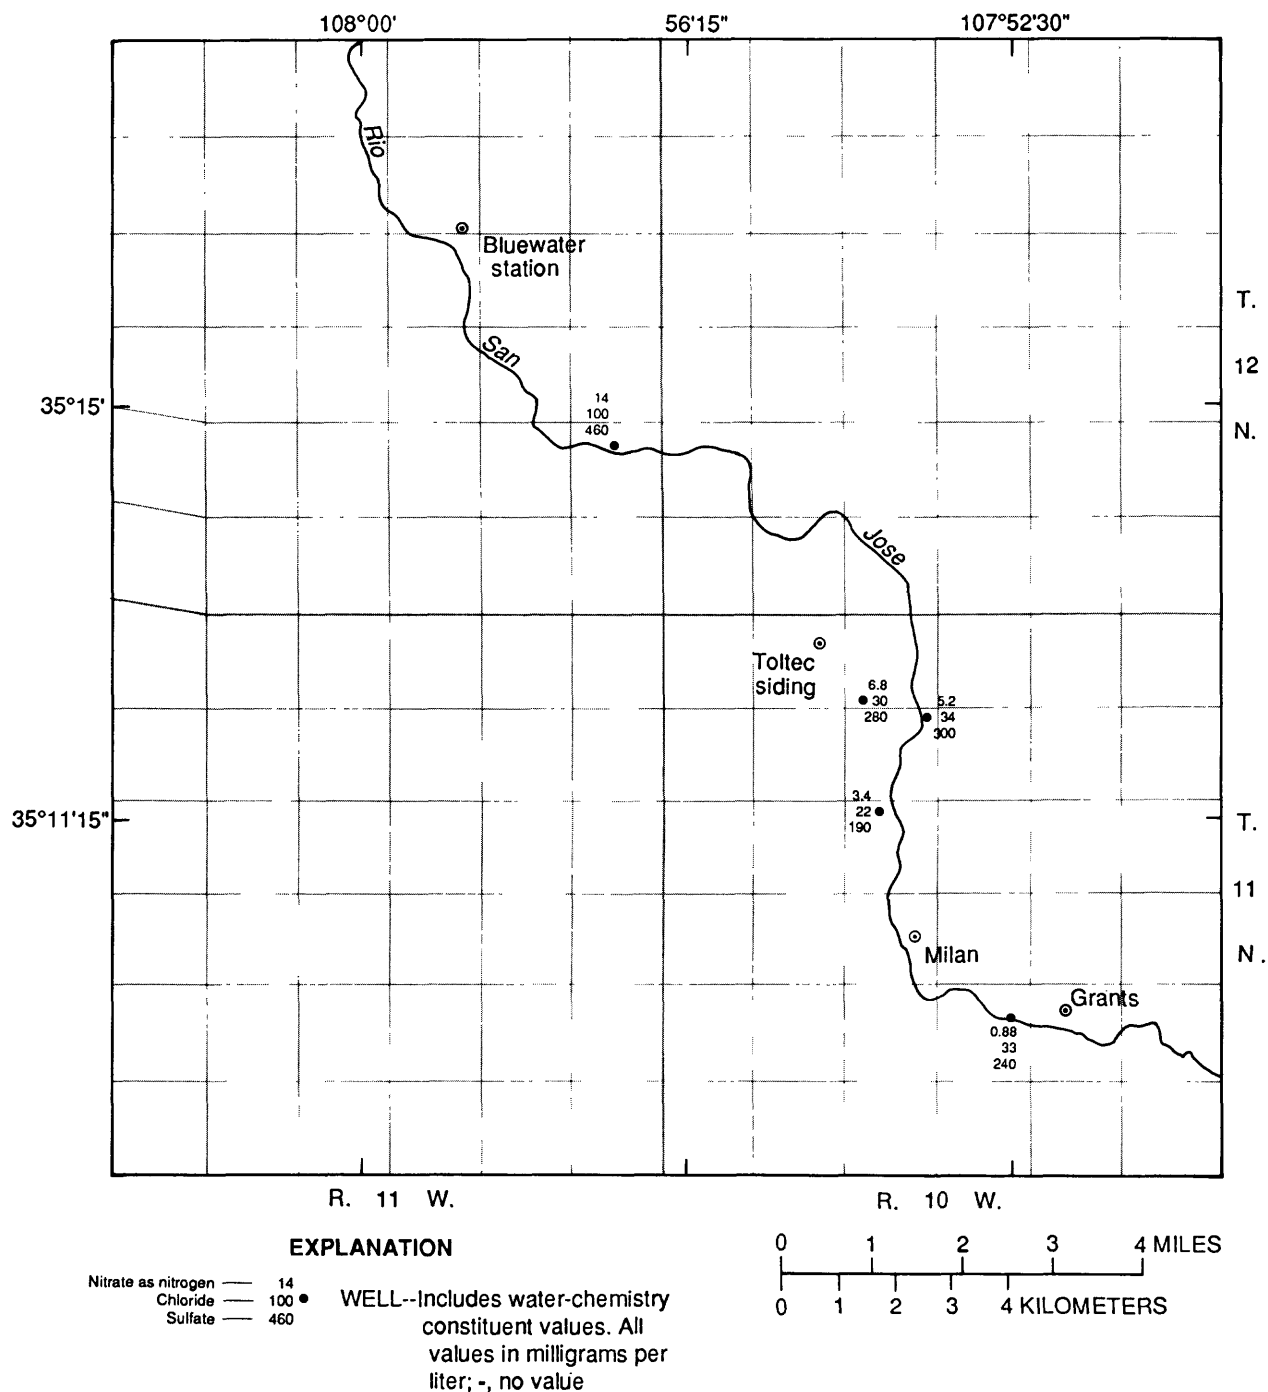 108°00' 56'15" 107°52'30"
Rio
Bluewater
station
T.
San
12
14
35°15'
100
460
N.
Jose
Toltec
siding
6.8
30
280
5.2
34
300
3.4
22
190
35°11'15"
T.
11
Milan
N.
Grants
0.88
33
240
R. 11 W. R. 10 W.
EXPLANATION
Nitrate as nitrogen 14
Chloride 100
Sulfate 460
WELL--Includes water-chemistry
constituent values. All
values in milligrams per
liter; -, no value
0 1 2 3 4 MILES
0 1 2 3 4 KILOMETERS